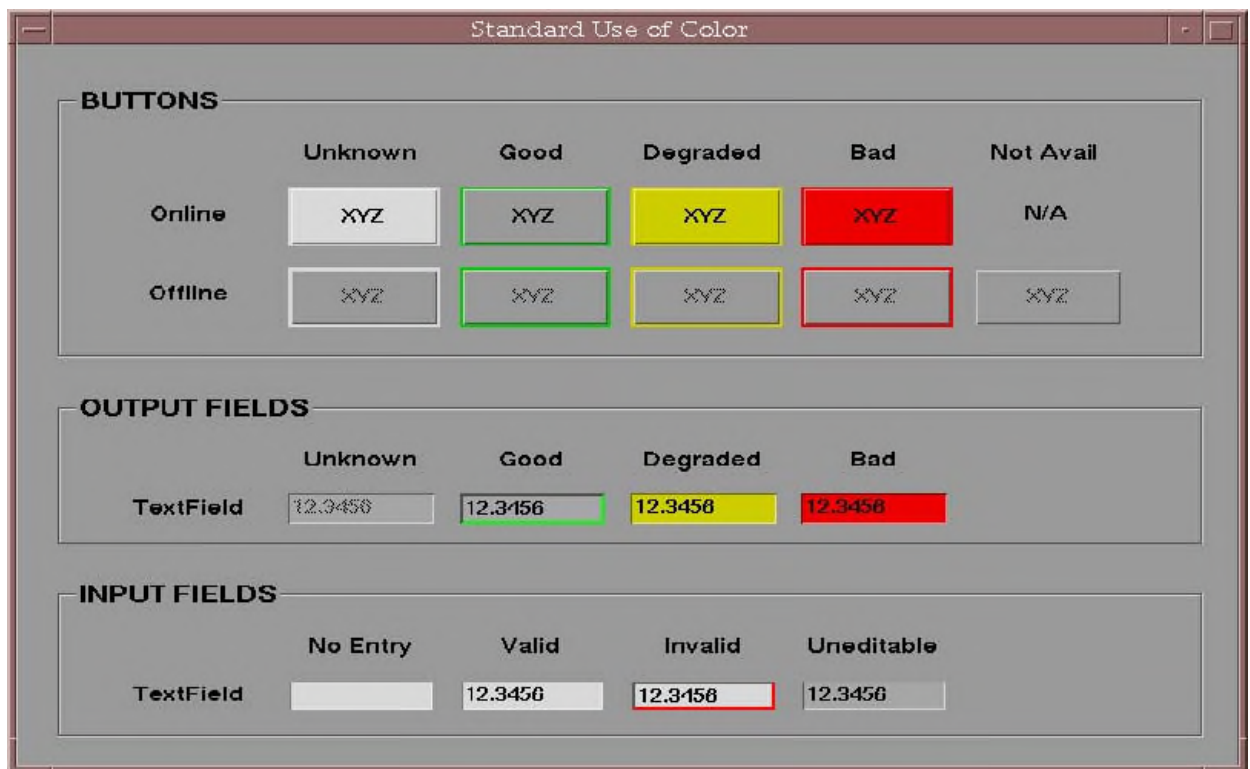 Standard Use of Color
BUTTONS
Unknown Good Degraded Bad Not Avail
Online XYZ XYZ XYZ XYZ N/A
Offline XYZ XYZ XYZ XYZ XYZ
OUTPUT FIELDS
Unknown Good Degraded Bad
TextField 12.3456 12.3456 12.3456 12.3456
INPUT FIELDS
No Entry Valid Invalid Uneditable
TextField 12.3456 12.3456 12.3456